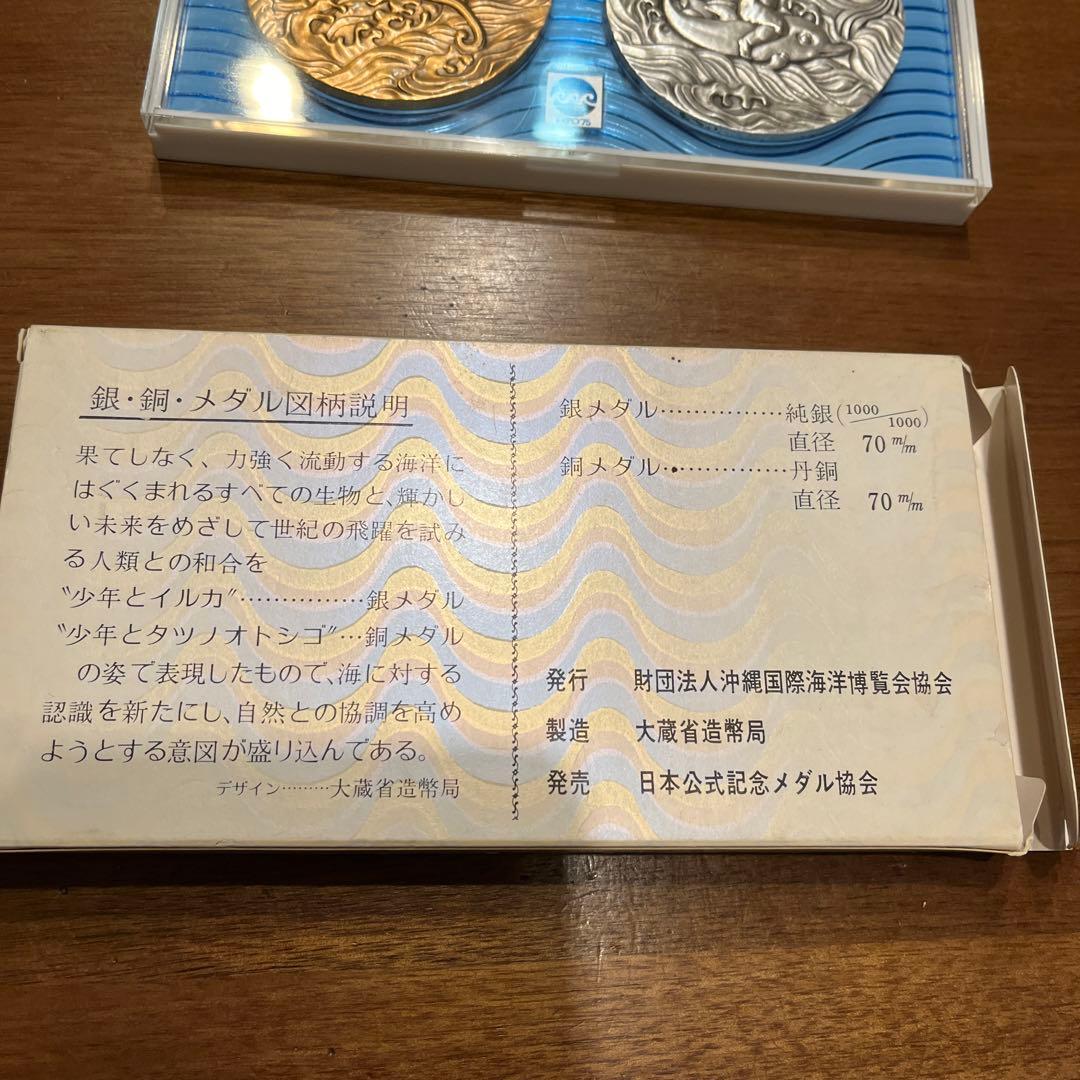 EXPO'75
銀・銅・メダル図柄説明
果てしなく、力強く流動する海洋に
はぐくまれるすべての生物と、輝かし
い未来をめざして世紀の飛躍を試み
る人類との和合を
〝少年とイルカ〟……………銀メダル
〝少年とタツノオトシゴ〟…銅メダル
の姿で表現したもので、海に対する
認識を新たにし、自然との協調を高め
ようとする意図が盛り込んである。
デザイン………大蔵省造幣局
銀メダル……………純銀(1000/1000)
直径 70 m/m
銅メダル……………丹銅
直径 70 m/m
発行 財団法人沖縄国際海洋博覧会協会
製造 大蔵省造幣局
発売 日本公式記念メダル協会